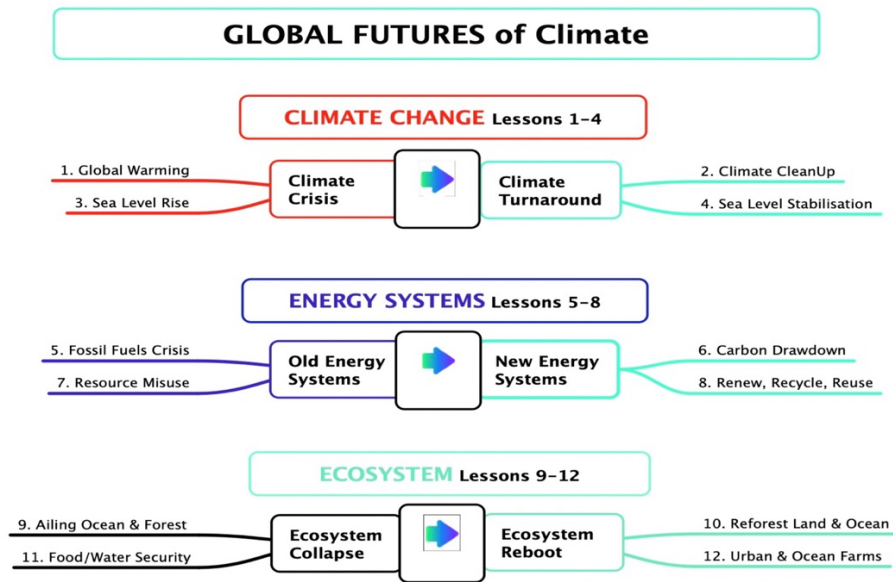 GLOBAL FUTURES of Climate
CLIMATE CHANGE Lessons 1-4
1. Global Warming
3. Sea Level Rise
Climate
Crisis
Climate
Turnaround
2. Climate CleanUp
4. Sea Level Stabilisation
ENERGY SYSTEMS Lessons 5-8
5. Fossil Fuels Crisis
7. Resource Misuse
Old Energy
Systems
New Energy
Systems
6. Carbon Drawdown
8. Renew, Recycle, Reuse
ECOSYSTEM Lessons 9-12
9. Ailing Ocean & Forest
11. Food/Water Security
Ecosystem
Collapse
Ecosystem
Reboot
10. Reforest Land & Ocean
12. Urban & Ocean Farms